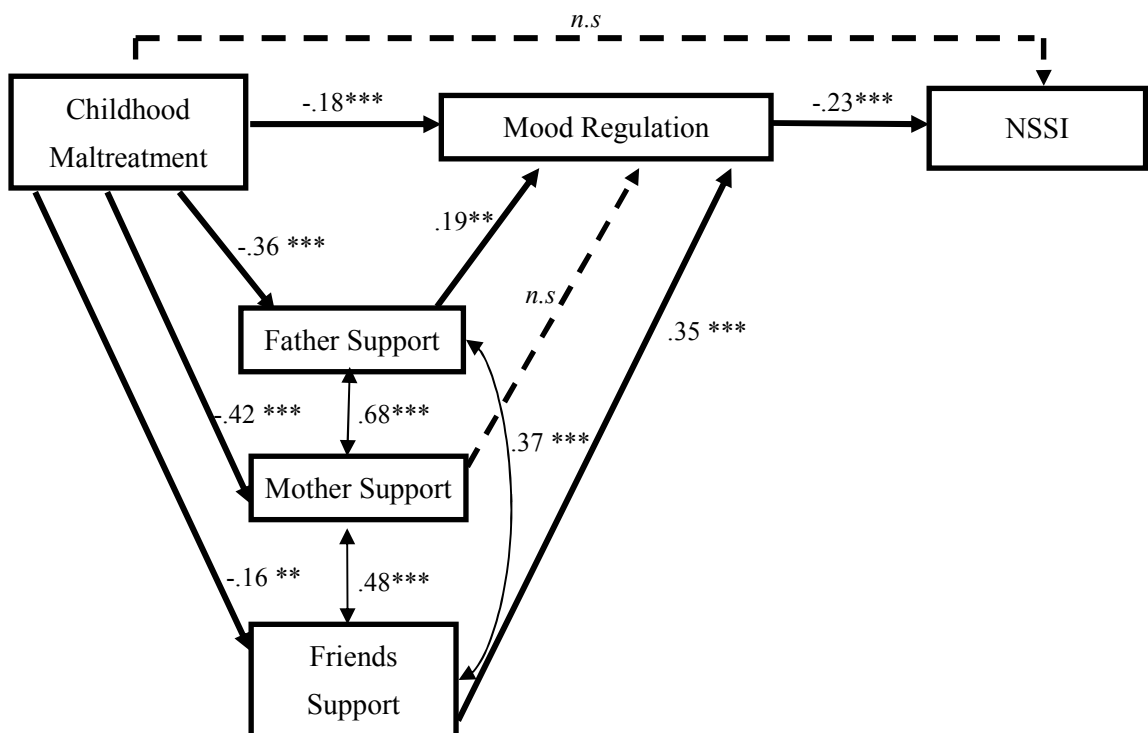 n.s
Childhood
Maltreatment
-.18***
Mood Regulation
-.23***
NSSI
-.36 ***
.19**
n.s
.35 ***
Father Support
-.42 ***
.68***
.37 ***
Mother Support
-.16 **
.48***
Friends
Support